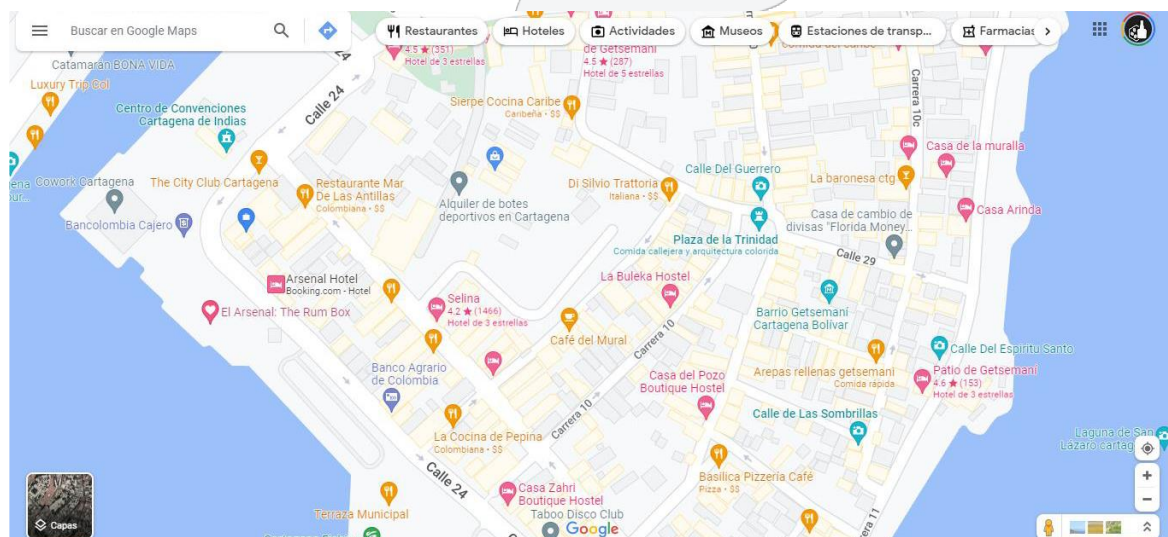 Buscar en Google Maps
Restaurantes
Hoteles
Actividades
Museos
Estaciones de transp...
Farmacias
Catamarán BONA VIDA
Luxury Trip Col
4.5 ★ (351)
Hotel de 3 estrellas
de Getsemaní
4.5 ★ (287)
Hotel de 5 estrellas
Comida del caribe
Calle 24
Centro de Convenciones
Cartagena de Indias
Sierpe Cocina Caribe
Caribeña · $$
Carrera 10c
Casa de la muralla
Cowork Cartagena
The City Club Cartagena
Restaurante Mar
De Las Antillas
Colombiana · $$
Alquiler de botes
deportivos en Cartagena
Di Silvio Trattoria
Italiana · $$
Calle Del Guerrero
La baronesa ctg
Casa Arinda
Bancolombia Cajero
Plaza de la Trinidad
Comida callejera y arquitectura colorida
Casa de cambio de
divisas "Florida Money...
Calle 29
Arsenal Hotel
Booking.com - Hotel
El Arsenal: The Rum Box
Selina
4.2 ★ (1466)
Hotel de 3 estrellas
La Buleka Hostel
Café del Mural
Carrera 10
Barrio Getsemaní
Cartagena Bolívar
Calle Del Espiritu Santo
Banco Agrario
de Colombia
Casa del Pozo
Boutique Hostel
Arepas rellenas getsemani
Comida rápida
Patio de Getsemani
4.6 ★ (153)
Hotel de 3 estrellas
Calle de Las Sombrillas
La Cocina de Pepina
Colombiana · $$
Carrera 10
Laguna de San
Lázaro cartag
Calle 24
Casa Zahri
Boutique Hostel
Basilica Pizzería Café
Pizza · $$
Terraza Municipal
Taboo Disco Club
Carrera 11
Capas
Google